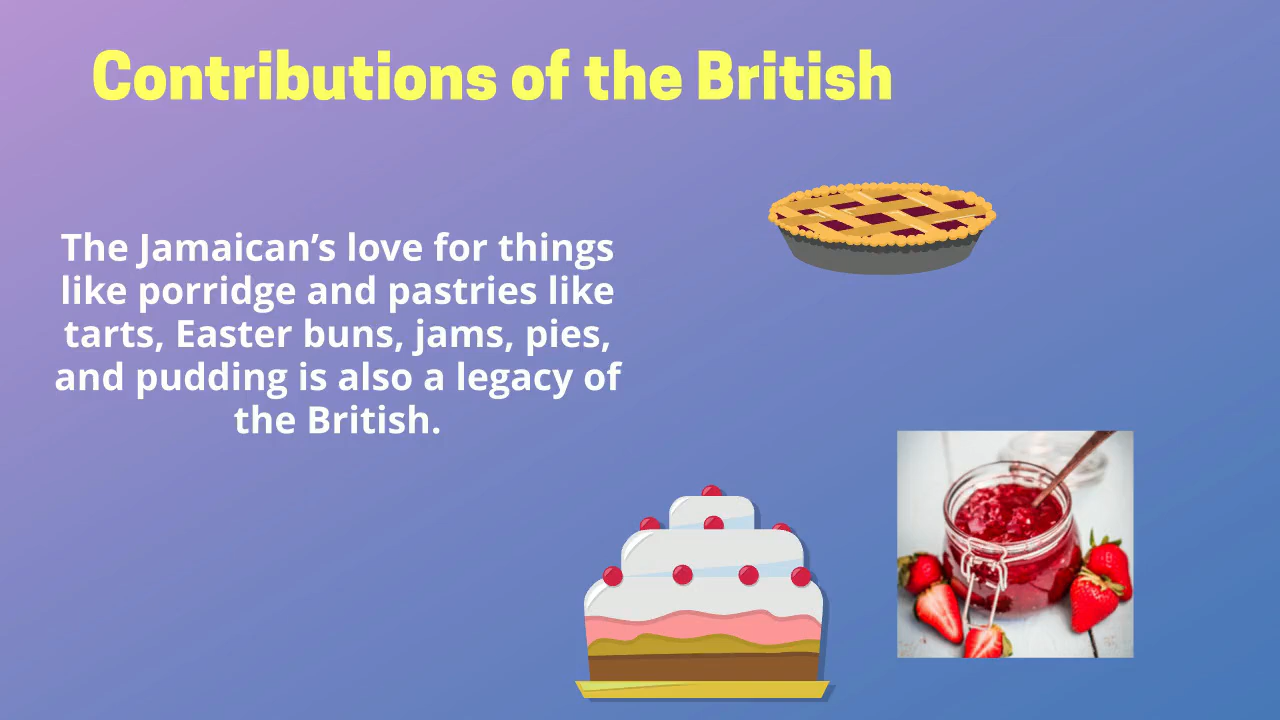 Contributions of the British
The Jamaican’s love for things
like porridge and pastries like
tarts, Easter buns, jams, pies,
and pudding is also a legacy of
the British.